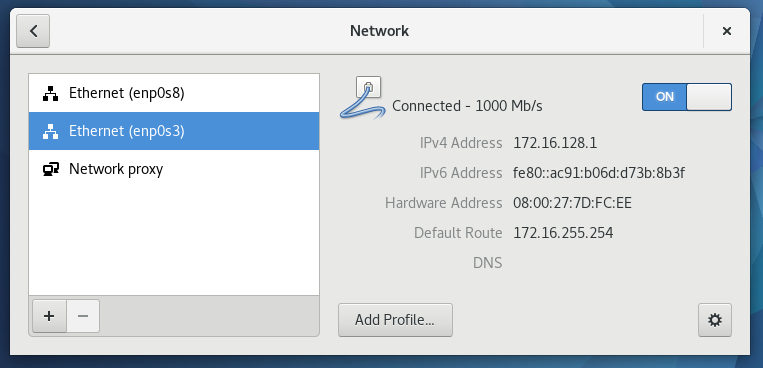 Network
Ethernet (enp0s8)
Ethernet (enp0s3)
Network proxy
Connected - 1000 Mb/s
ON
IPv4 Address 172.16.128.1
IPv6 Address fe80::ac91:b06d:d73b:8b3f
Hardware Address 08:00:27:7D:FC:EE
Default Route 172.16.255.254
DNS
Add Profile...